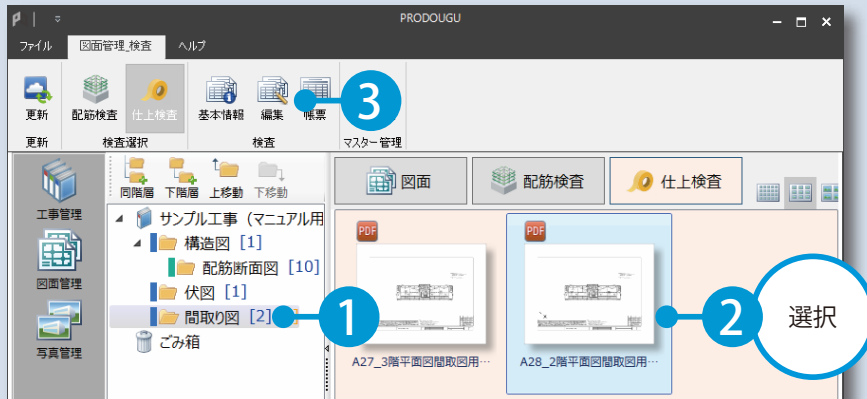 PRODOUGU
ファイル 図面管理_検査 ヘルプ
更新 配筋検査 仕上検査 基本情報 編集 帳票
更新 検査選択 検査 マスター管理
3
工事管理
図面管理
写真管理
同階層 下階層 上移動 下移動
サンプル工事（マニュアル用
構造図 [1]
配筋断面図 [10]
伏図 [1]
間取り図 [2]
ごみ箱
1
図面 配筋検査 仕上検査
PDF PDF
A27_3階平面図間取図用… A28_2階平面図間取図用…
2
選択